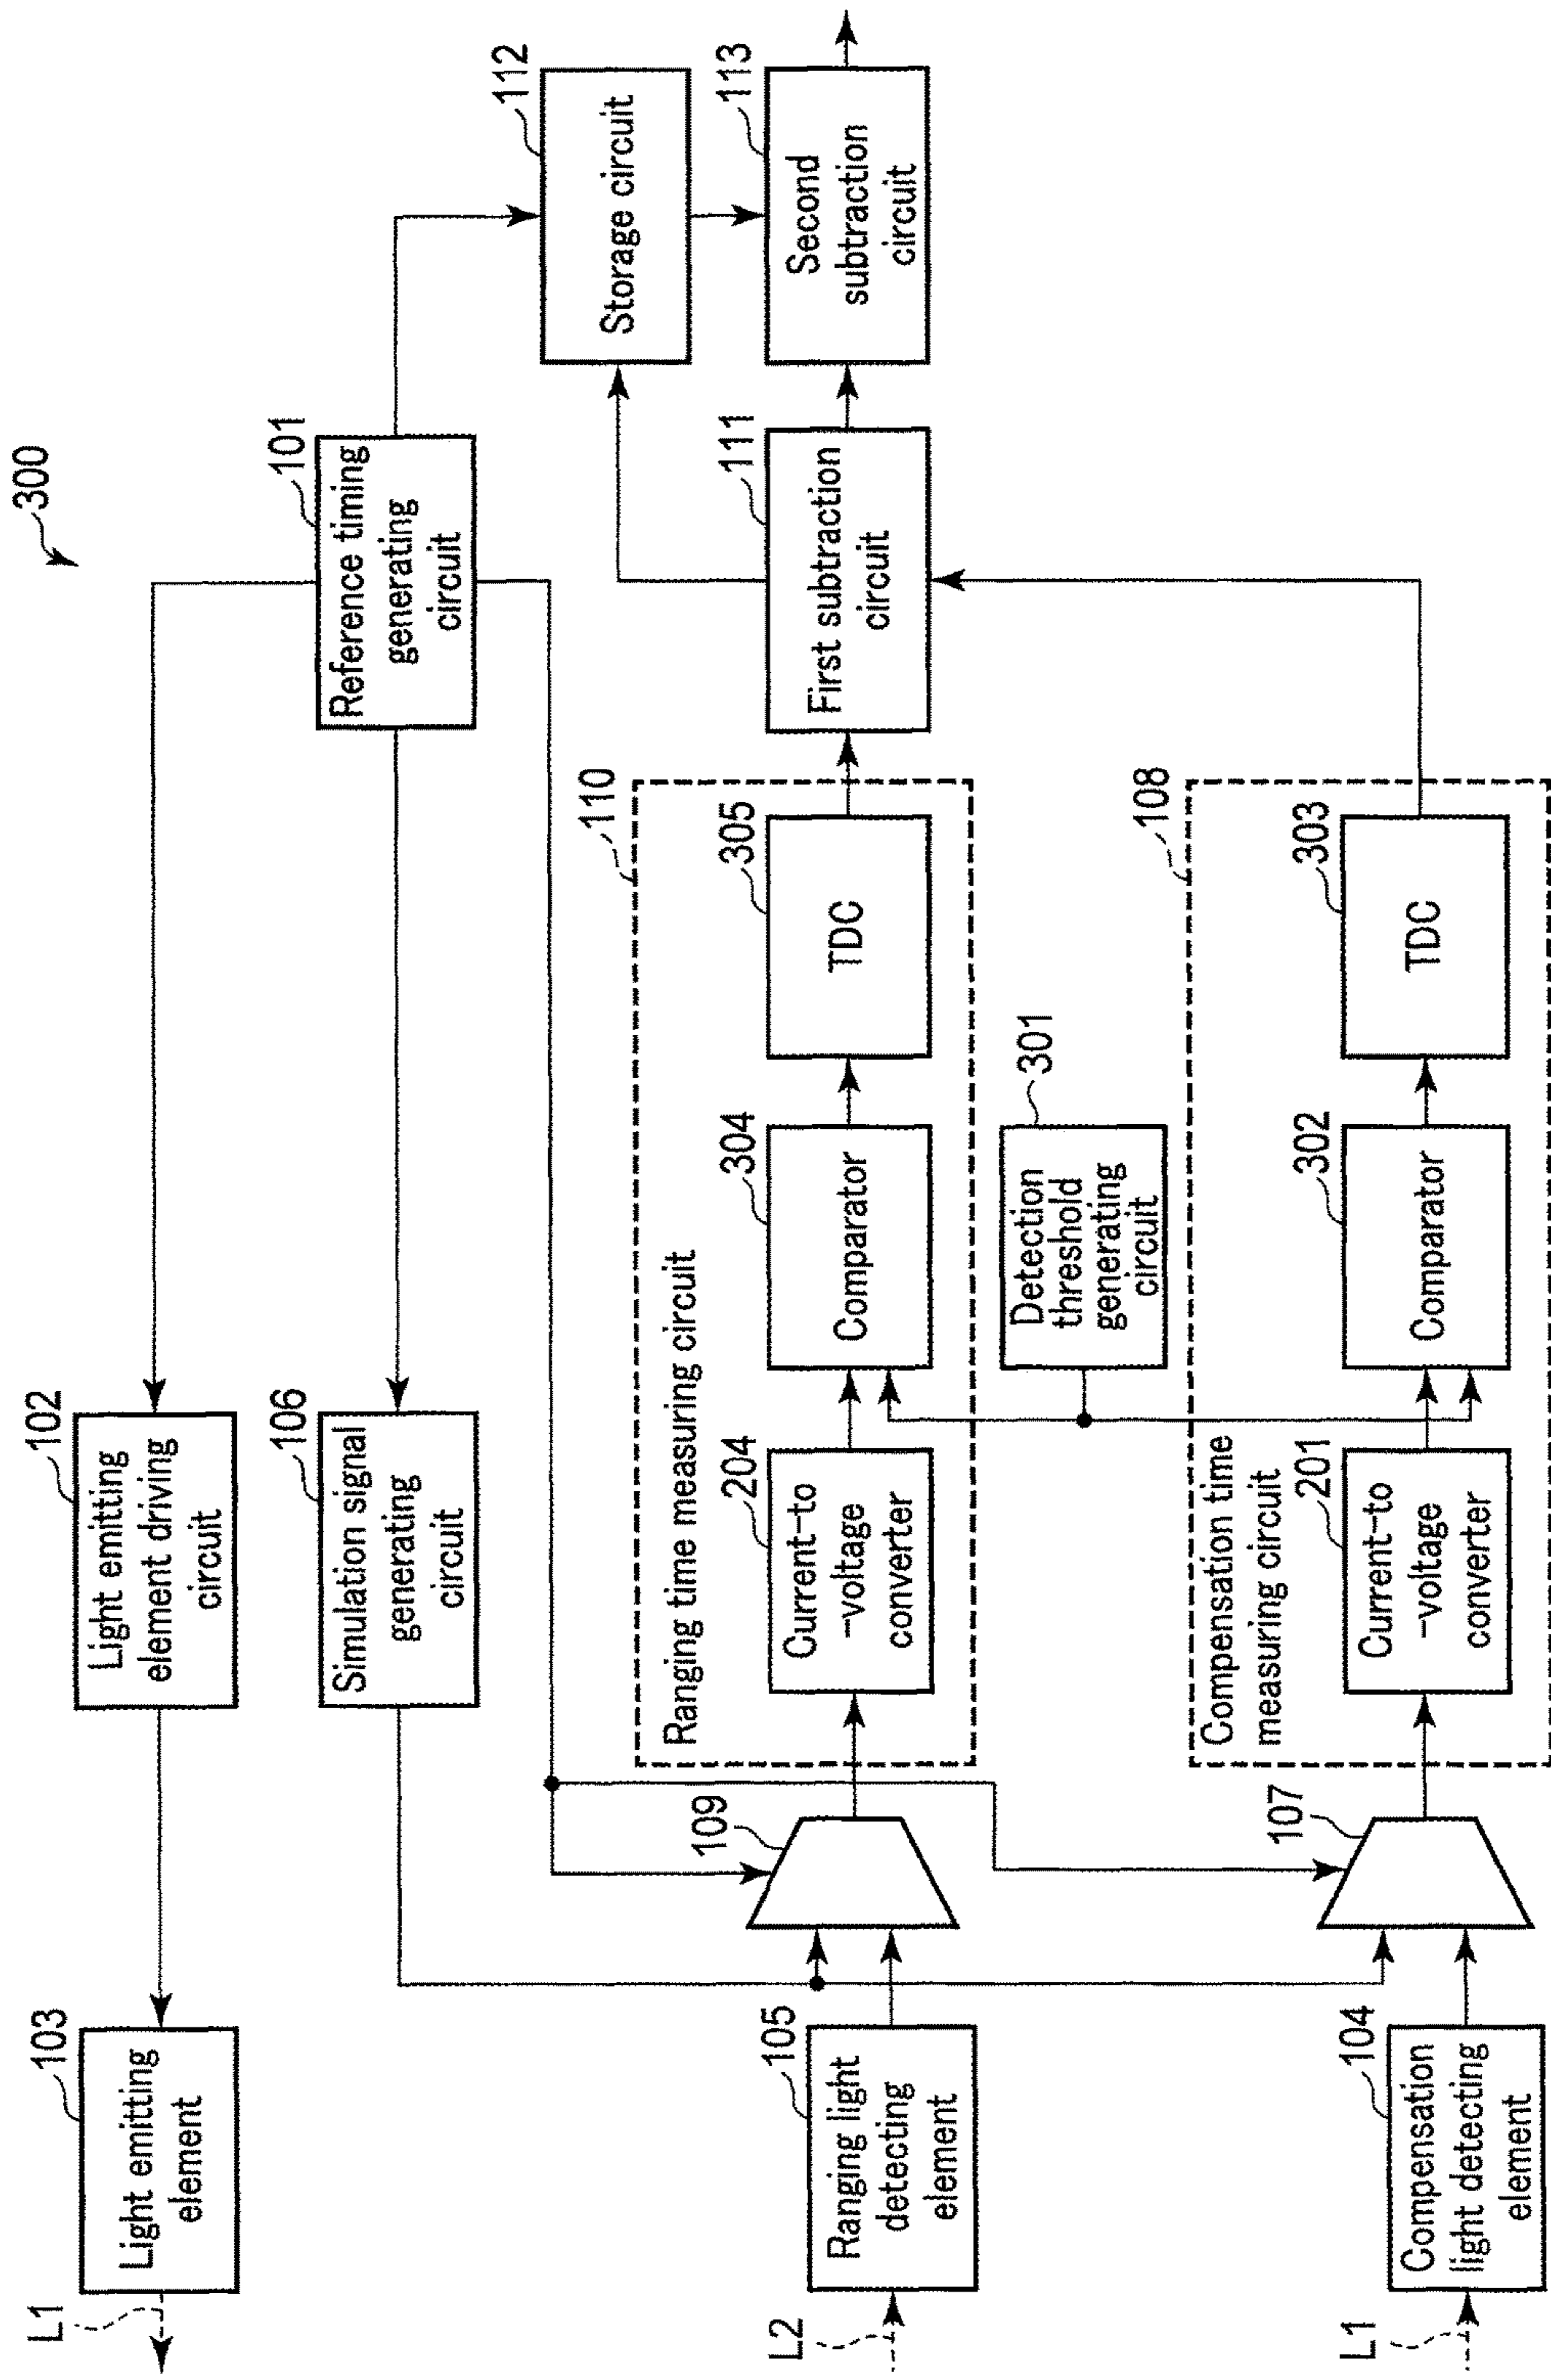 300
L1
103
Light emitting
element
102
Light emitting
element driving
circuit
101
Reference timing
generating
circuit
106
Simulation signal
generating
circuit
112
Storage circuit
L2
105
Ranging light
detecting
element
109
110
Ranging time measuring circuit
204
Current-to
-voltage
converter
304
Comparator
305
TDC
111
First subtraction
circuit
113
Second
subtraction
circuit
301
Detection
threshold
generating
circuit
L1
104
Compensation
light detecting
element
107
108
Compensation time
measuring circuit
201
Current-to
-voltage
converter
302
Comparator
303
TDC